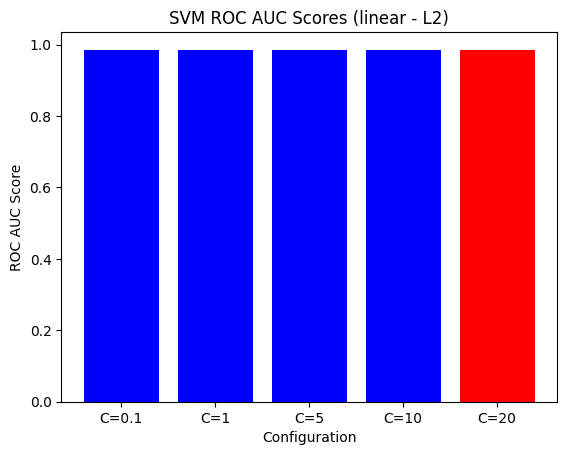 SVM ROC AUC Scores (linear - L2)
ROC AUC Score
1.0
0.8
0.6
0.4
0.2
0.0
C=0.1
C=1
C=5
C=10
C=20
Configuration